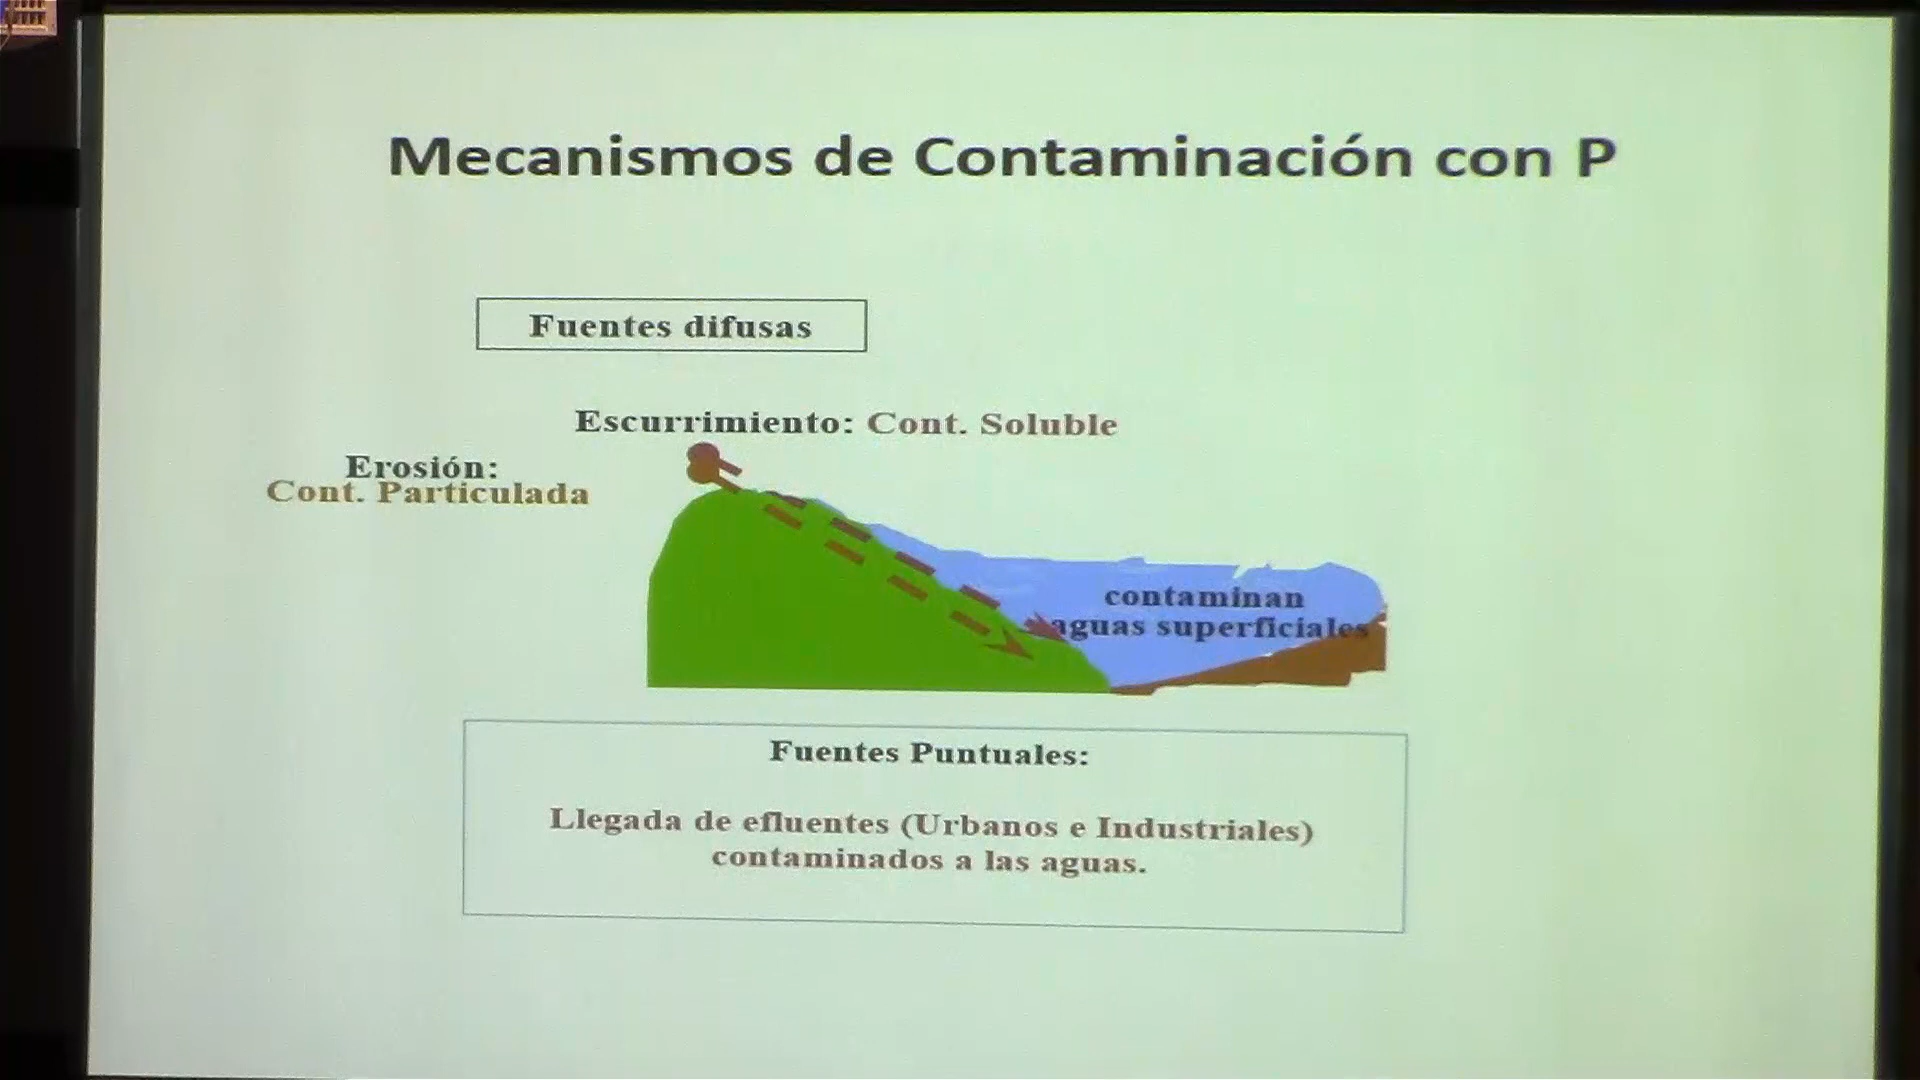 Mecanismos de Contaminación con P
Fuentes difusas
Escurrimiento: Cont. Soluble
Erosión:
Cont. Particulada
contaminan
aguas superficiales
Fuentes Puntuales:
Llegada de efluentes (Urbanos e Industriales)
contaminados a las aguas.